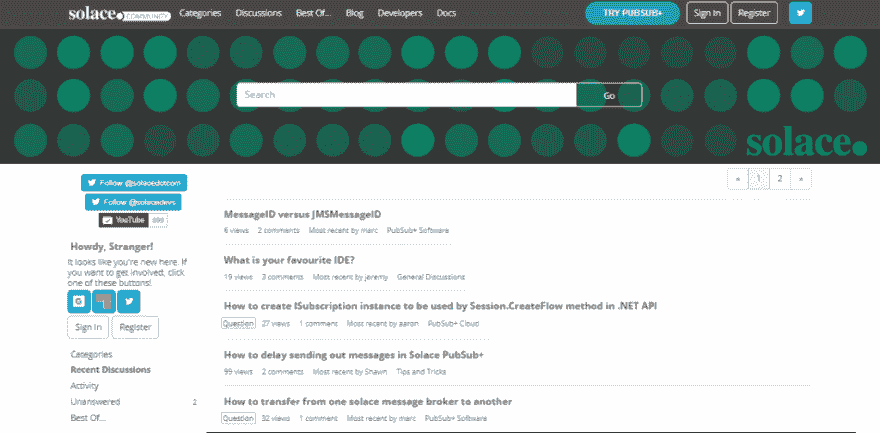 solace. COMMUNITY Categories Discussions Best Of... Blog Developers Docs TRY PUBSUB+ Sign In Register
Search Go
solace.
Follow @solacedotcom
Follow @solacedevs
YouTube
« 1 2 »
Howdy, Stranger!
It looks like you're new here. If
you want to get involved, click
one of these buttons!
G
Sign In Register
Categories
Recent Discussions
Activity
Unanswered 2
Best Of...
MessageID versus JMSMessageID
6 views 2 comments Most recent by marc PubSub+ Software
What is your favourite IDE?
19 views 3 comments Most recent by jeremy General Discussions
How to create ISubscription instance to be used by Session.CreateFlow method in .NET API
Question 27 views 1 comment Most recent by aaron PubSub+ Cloud
How to delay sending out messages in Solace PubSub+
99 views 2 comments Most recent by Shawn Tips and Tricks
How to transfer from one solace message broker to another
Question 32 views 1 comment Most recent by marc PubSub+ Software